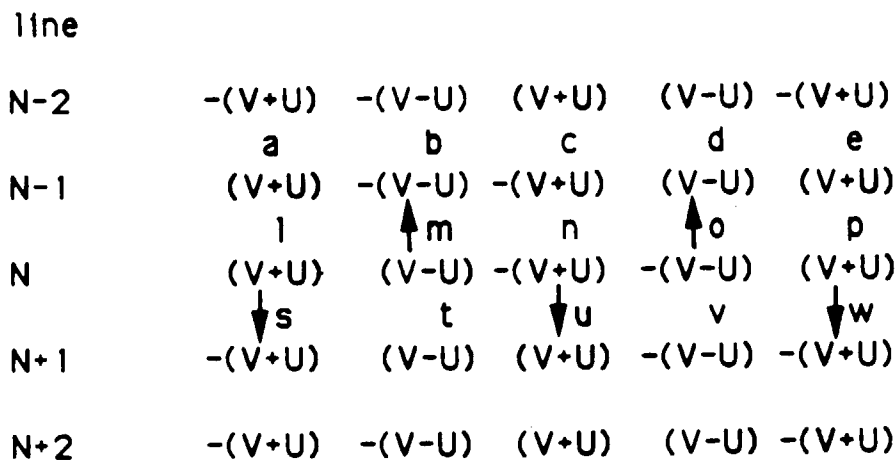 line
N-2 -(V+U) -(V-U) (V+U) (V-U) -(V+U)
a b c d e
N-1 (V+U) -(V-U) -(V+U) (V-U) (V+U)
l m n o p
N (V+U} (V-U) -(V+U) -(V-U) (V+U)
s t u v w
N+1 -(V+U) (V-U) (V+U) -(V-U) -(V+U)
N+2 -(V+U) -(V-U) (V+U) (V-U) -(V+U)